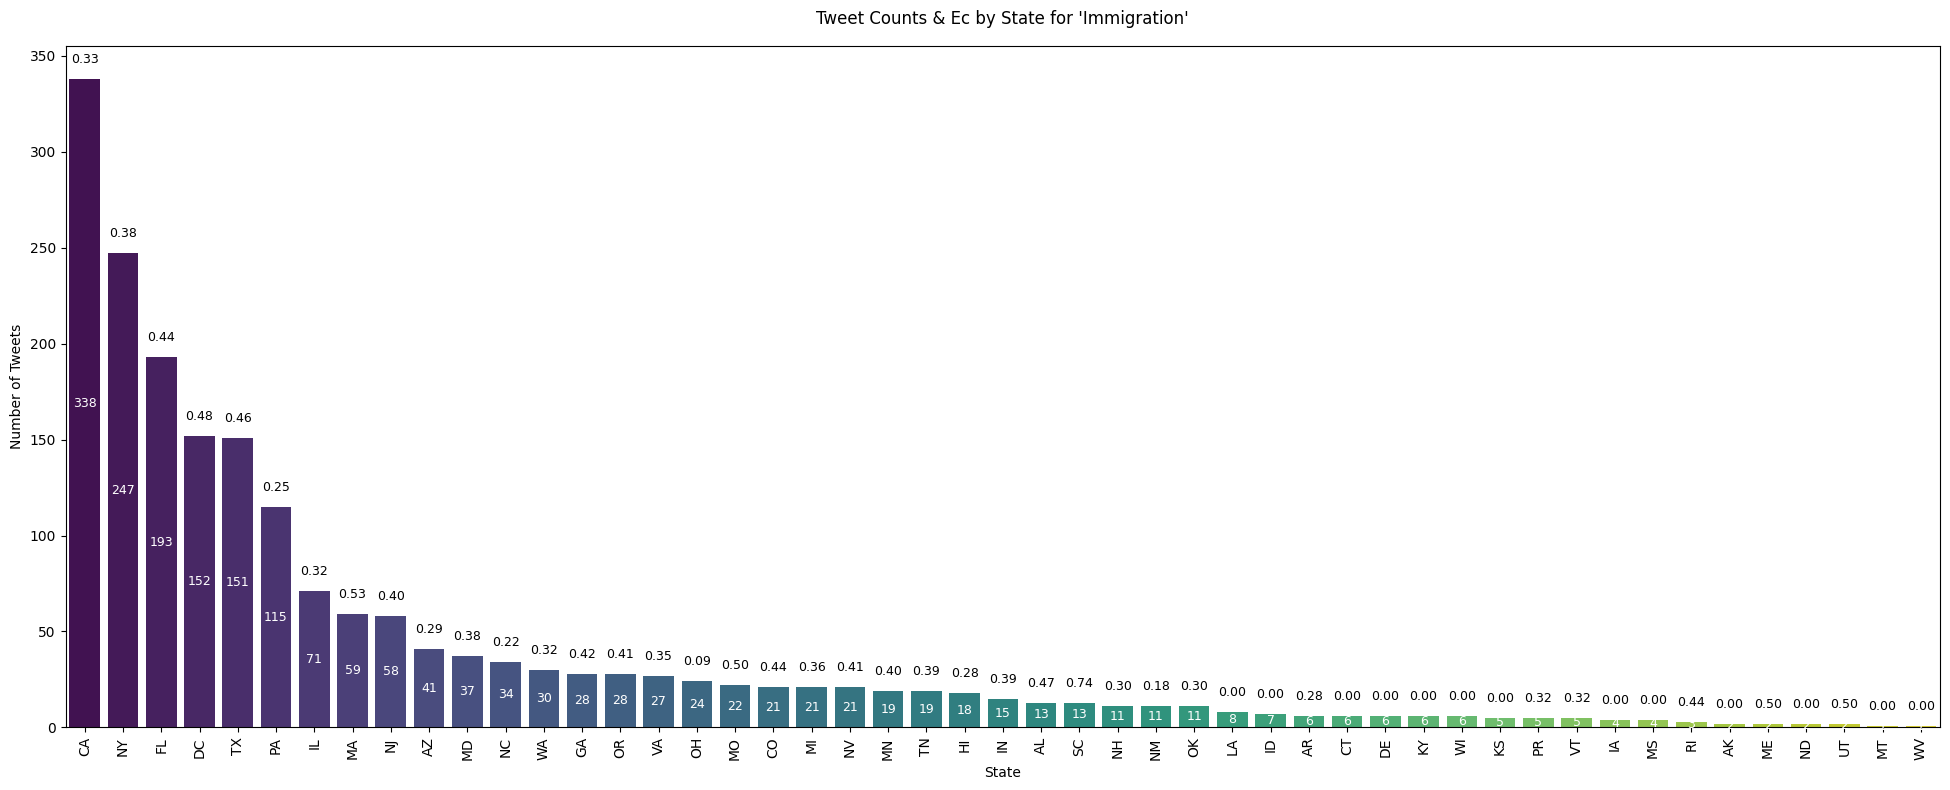 Tweet Counts & Ec by State for 'Immigration'
Number of Tweets
350
300
250
200
150
100
50
0
0.33 0.38 0.44 0.48 0.46 0.25 0.32 0.53 0.40 0.29 0.38 0.22 0.32 0.42 0.41 0.35 0.09 0.50 0.44 0.36 0.41 0.40 0.39 0.28 0.39 0.47 0.74 0.30 0.18 0.30 0.00 0.00 0.28 0.00 0.00 0.00 0.00 0.00 0.32 0.32 0.00 0.00 0.44 0.00 0.50 0.00 0.50 0.00 0.00
338 247 193 152 151 115 71 59 58 41 37 34 30 28 28 27 24 22 21 21 21 19 19 18 15 13 13 11 11 11 8 7 6 6 6 6 6 5 5 5 4 4
CA NY FL DC TX PA IL MA NJ AZ MD NC WA GA OR VA OH MO CO MI NV MN TN HI IN AL SC NH NM OK LA ID AR CT DE KY WI KS PR VT IA MS RI AK ME ND UT MT WV
State